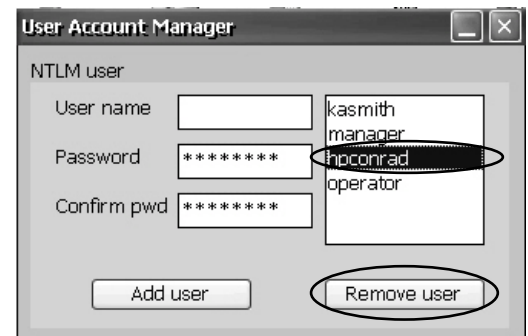 User Account Manager
NTLM user
User name
Password ********
Confirm pwd ********
kasmith
manager
hpconrad
operator
Add user
Remove user